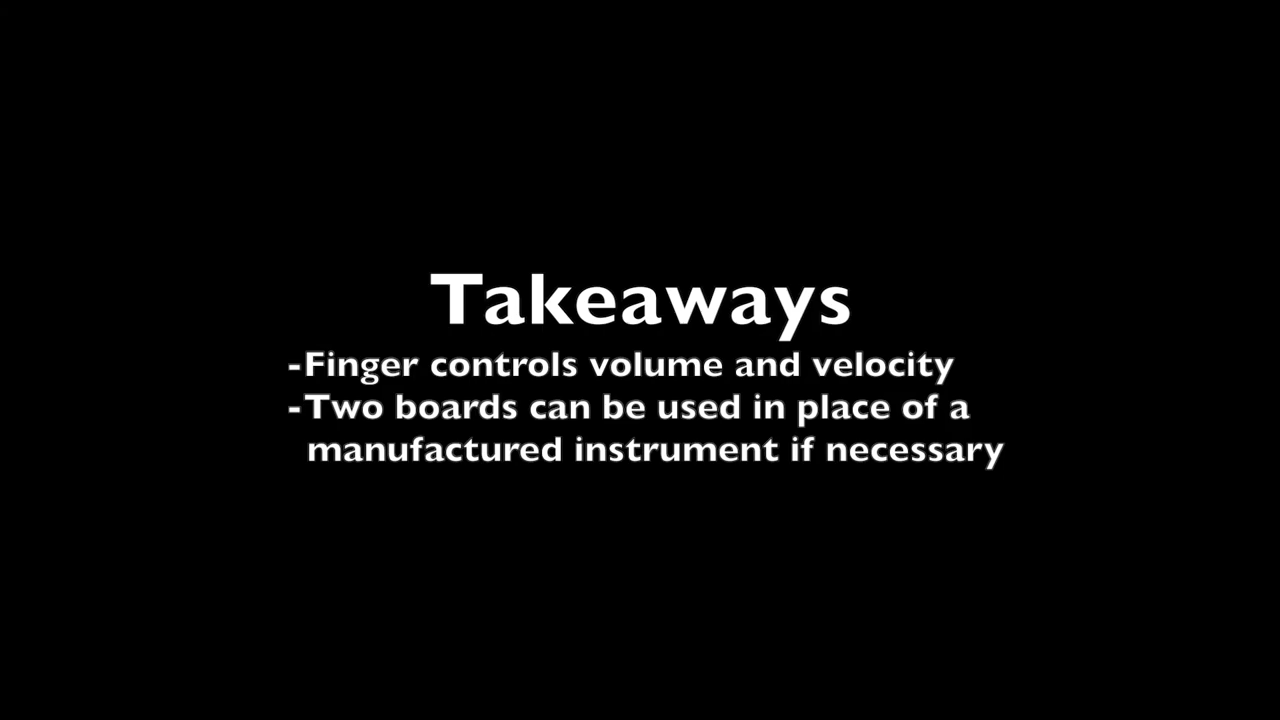 Takeaways
-Finger controls volume and velocity
-Two boards can be used in place of a
manufactured instrument if necessary